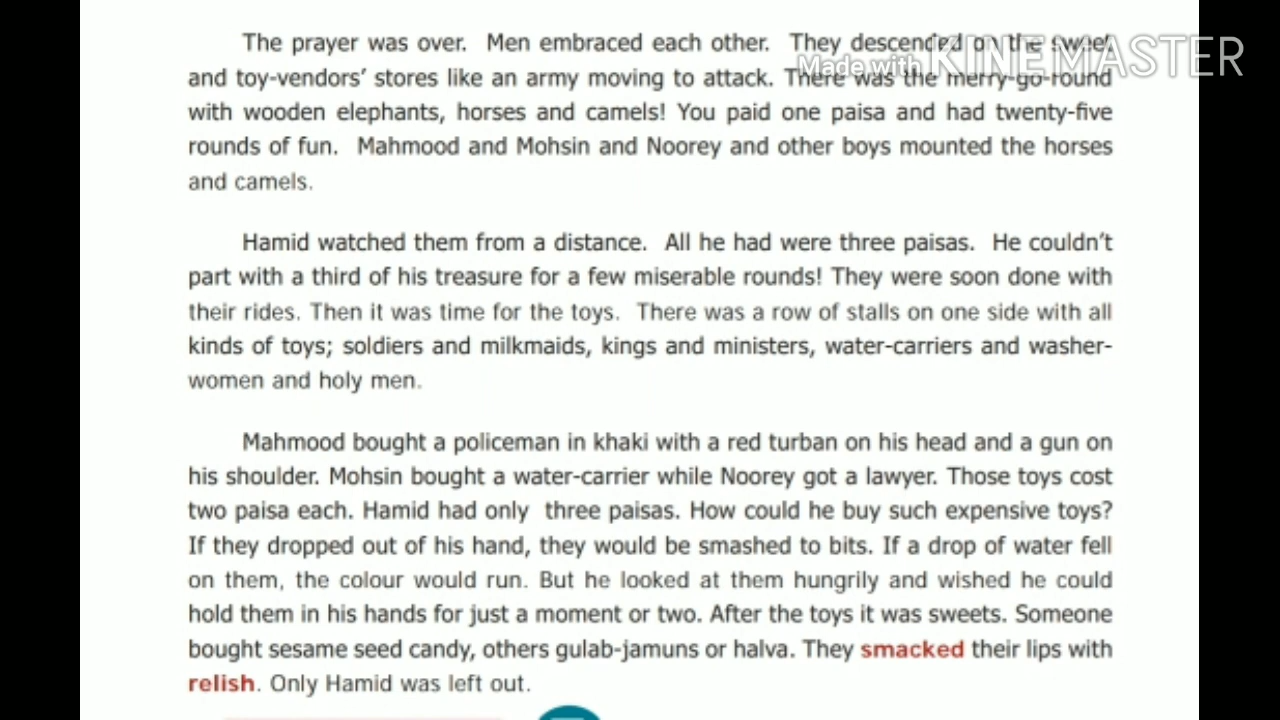 The prayer was over. Men embraced each other. They descended on the sweet
Made with KINEMASTER
and toy-vendors' stores like an army moving to attack. There was the merry-go-round
with wooden elephants, horses and camels! You paid one paisa and had twenty-five
rounds of fun. Mahmood and Mohsin and Noorey and other boys mounted the horses
and camels.
Hamid watched them from a distance. All he had were three paisas. He couldn't
part with a third of his treasure for a few miserable rounds! They were soon done with
their rides. Then it was time for the toys. There was a row of stalls on one side with all
kinds of toys; soldiers and milkmaids, kings and ministers, water-carriers and washer-
women and holy men.
Mahmood bought a policeman in khaki with a red turban on his head and a gun on
his shoulder. Mohsin bought a water-carrier while Noorey got a lawyer. Those toys cost
two paisa each. Hamid had only three paisas. How could he buy such expensive toys?
If they dropped out of his hand, they would be smashed to bits. If a drop of water fell
on them, the colour would run. But he looked at them hungrily and wished he could
hold them in his hands for just a moment or two. After the toys it was sweets. Someone
bought sesame seed candy, others gulab-jamuns or halva. They smacked their lips with
relish. Only Hamid was left out.